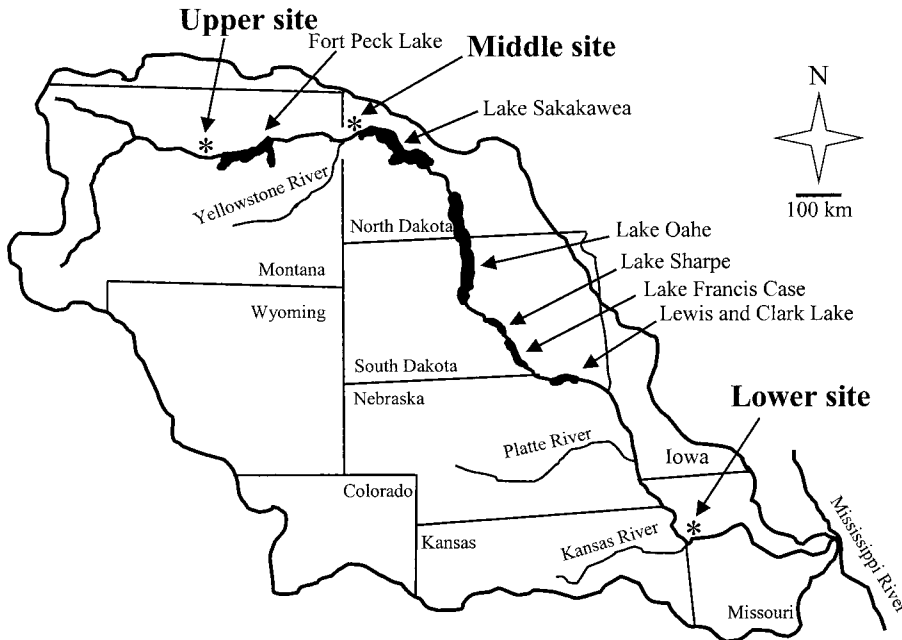 Upper site
Fort Peck Lake
Middle site
N
Lake Sakakawea
100 km
Yellowstone River
North Dakota
Lake Oahe
Lake Sharpe
Montana
Lake Francis Case
Wyoming
Lewis and Clark Lake
South Dakota
Nebraska
Lower site
Platte River
Iowa
Colorado
Mississippi River
Kansas River
Kansas
Missouri